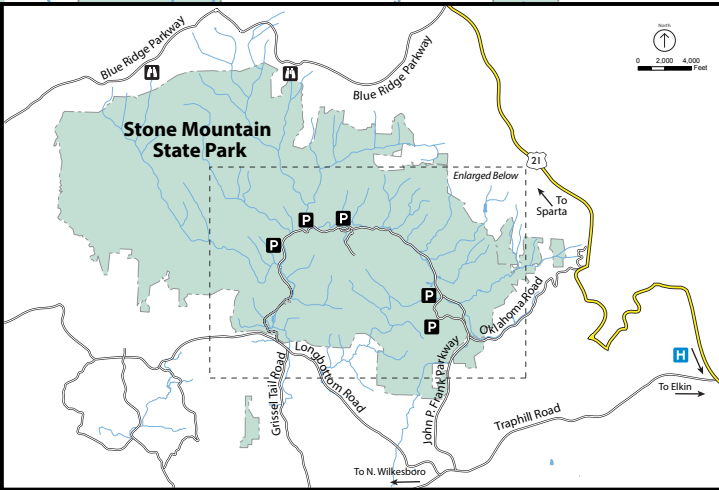 Blue Ridge Parkway
Blue Ridge Parkway
North
0 2,000 4,000
Feet
Stone Mountain
State Park
21
Enlarged Below
To
Sparta
P
P
P
P
P
Oklahoma Road
H
To Elkin
Longbottom Road
Grissel Tail Road
John P. Frank Parkway
Traphill Road
To N. Wilkesboro